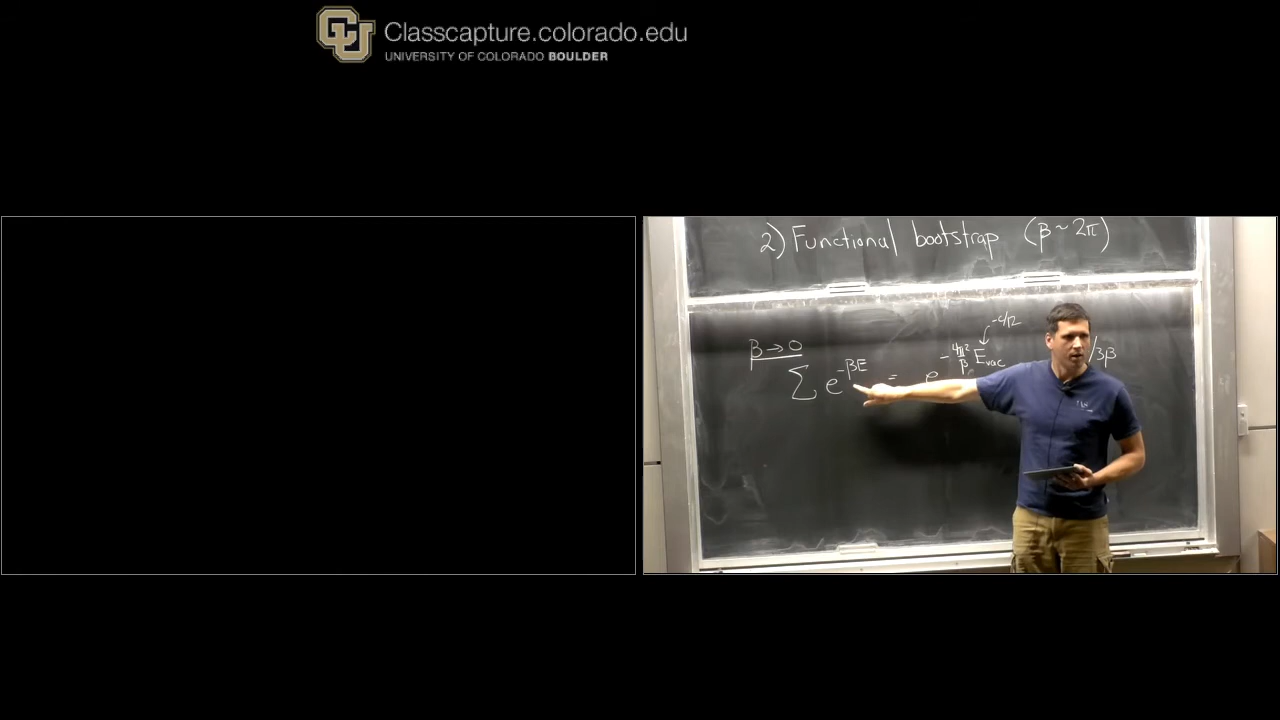 Classcapture.colorado.edu
UNIVERSITY OF COLORADO BOULDER
2) Functional bootstrap (β ~ 2π)
β → 0
-c/12
Σ e^{-βE} = e^{-4π²/β E_vac} /3β